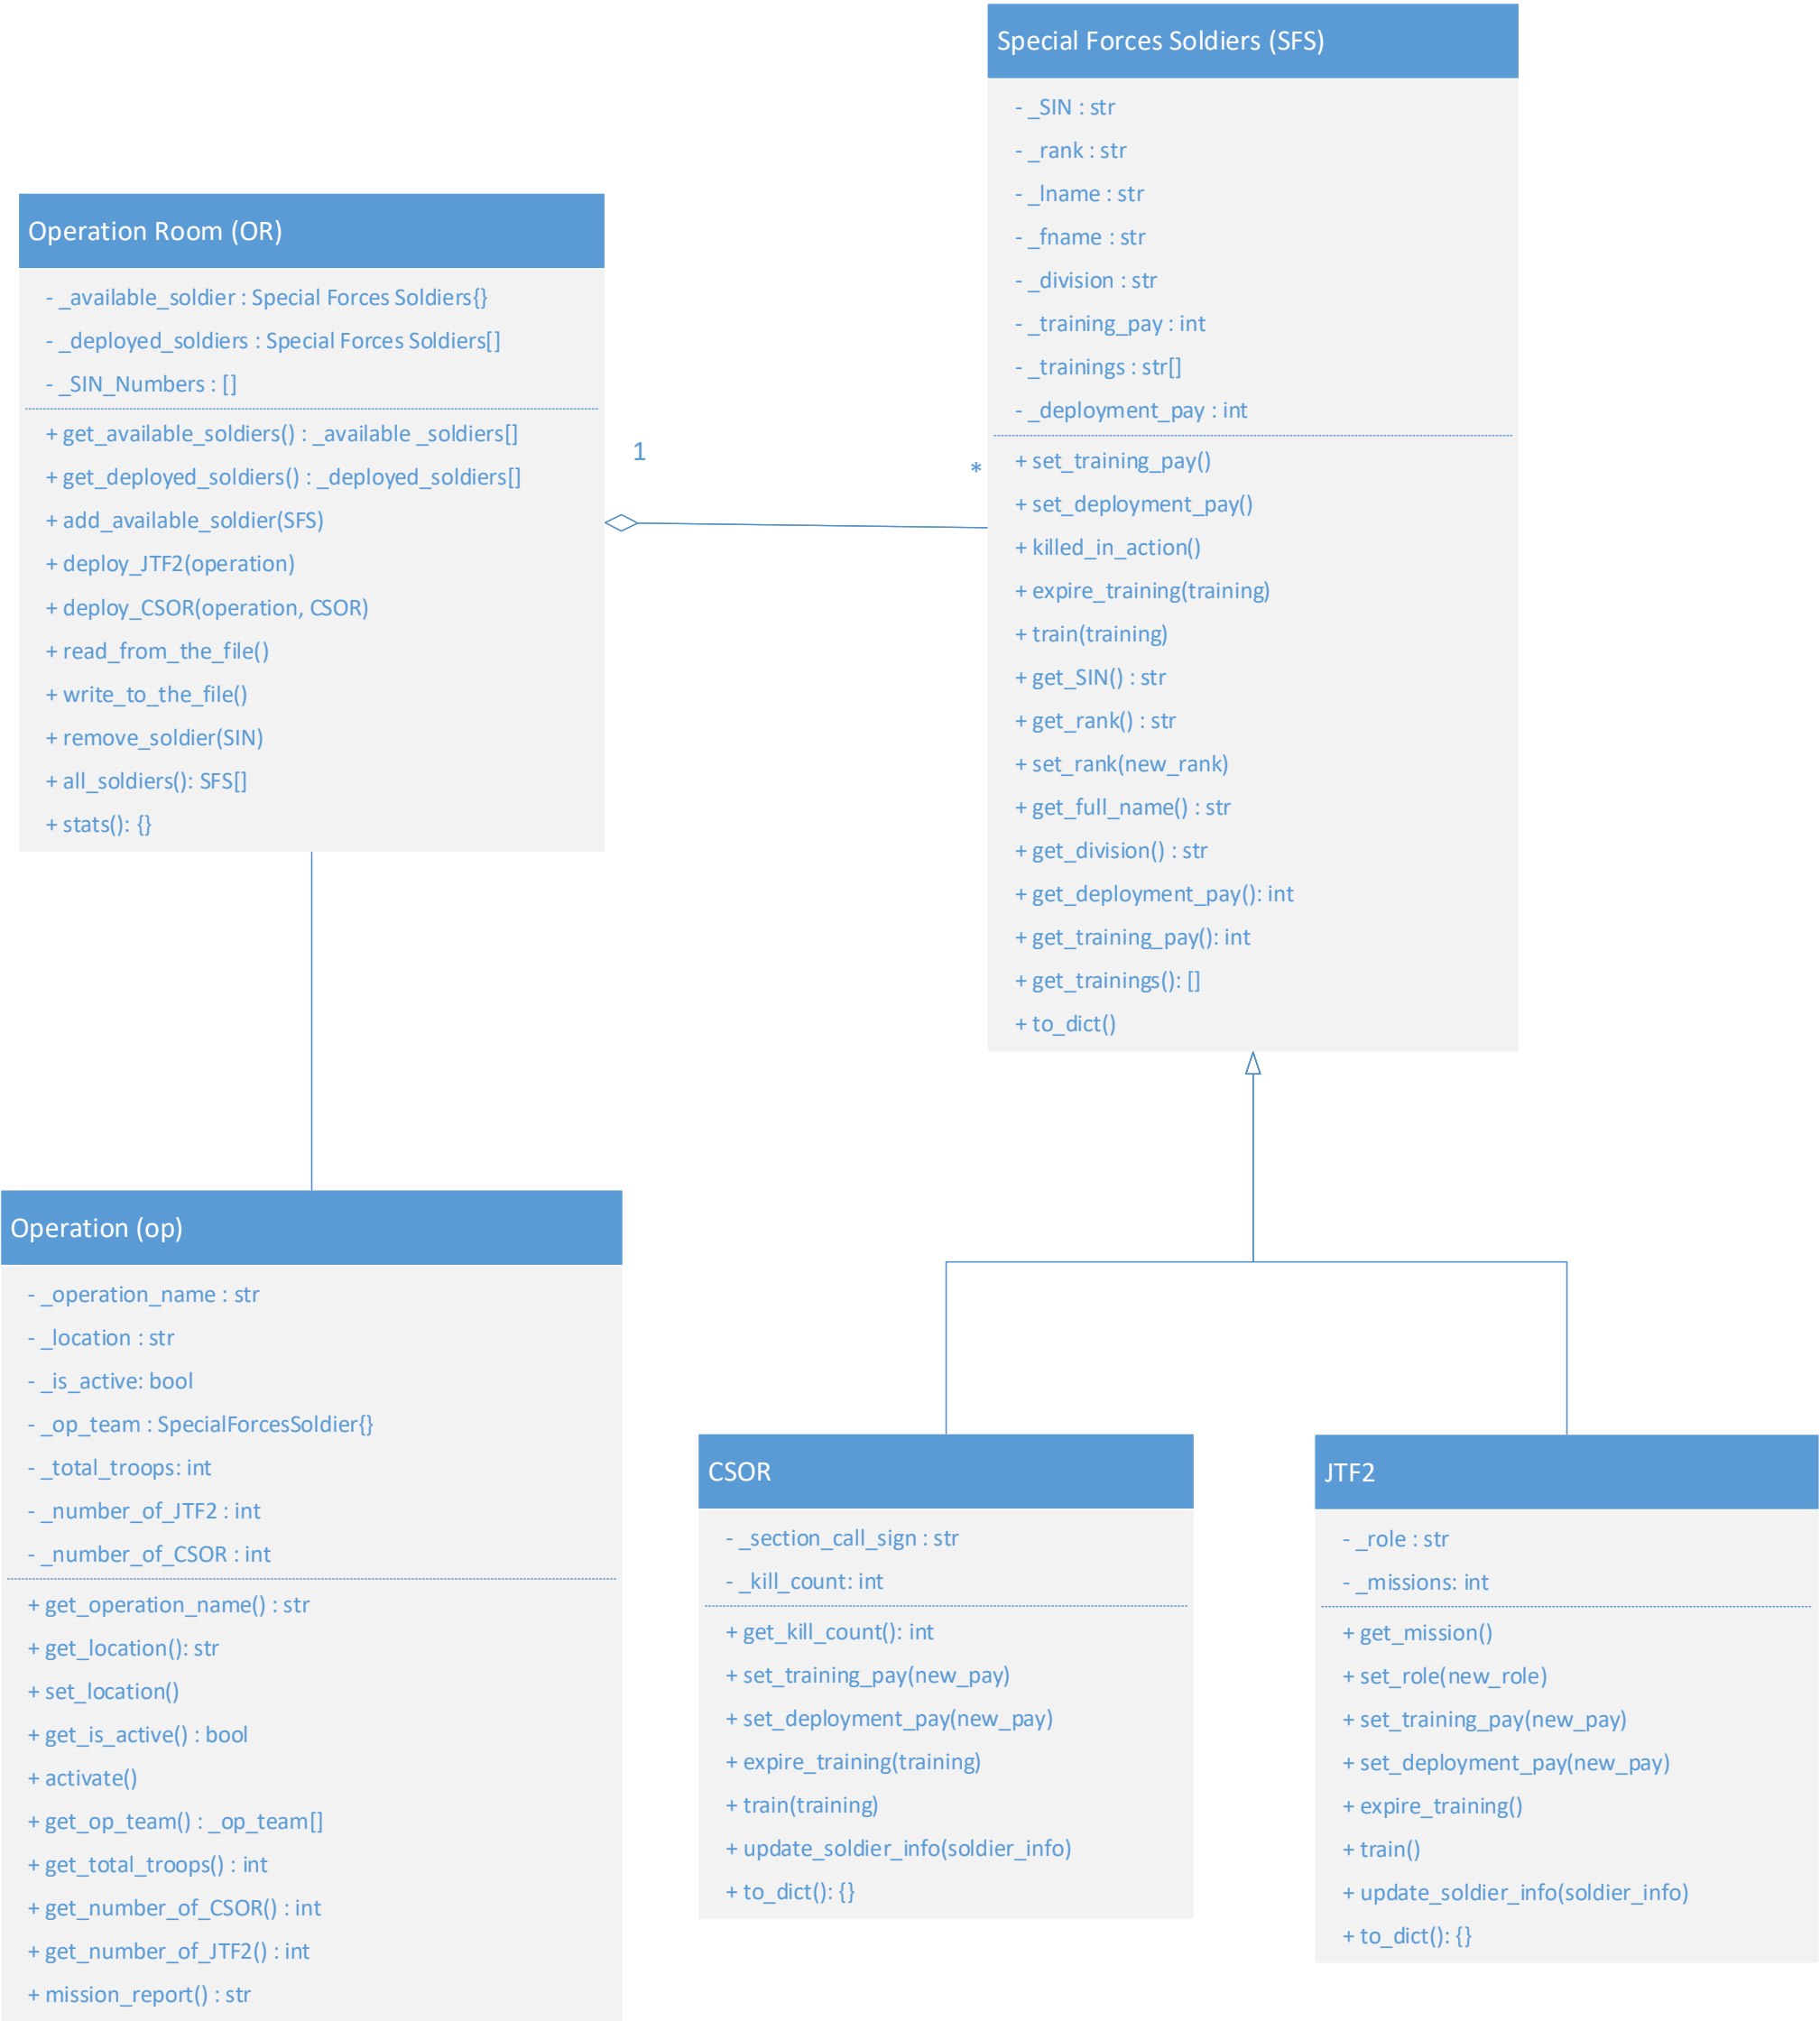 Special Forces Soldiers (SFS)
- _SIN : str
- _rank : str
- _lname : str
- _fname : str
- _division : str
- _training_pay : int
- _trainings : str[]
- _deployment_pay : int
+ set_training_pay()
+ set_deployment_pay()
+ killed_in_action()
+ expire_training(training)
+ train(training)
+ get_SIN() : str
+ get_rank() : str
+ set_rank(new_rank)
+ get_full_name() : str
+ get_division() : str
+ get_deployment_pay(): int
+ get_training_pay(): int
+ get_trainings(): []
+ to_dict()
Operation Room (OR)
- _available_soldier : Special Forces Soldiers{}
- _deployed_soldiers : Special Forces Soldiers[]
- _SIN_Numbers : []
+ get_available_soldiers() : _available _soldiers[]
+ get_deployed_soldiers() : _deployed_soldiers[]
+ add_available_soldier(SFS)
+ deploy_JTF2(operation)
+ deploy_CSOR(operation, CSOR)
+ read_from_the_file()
+ write_to_the_file()
+ remove_soldier(SIN)
+ all_soldiers(): SFS[]
+ stats(): {}
1
*
Operation (op)
- _operation_name : str
- _location : str
- _is_active: bool
- _op_team : SpecialForcesSoldier{}
- _total_troops: int
- _number_of_JTF2 : int
- _number_of_CSOR : int
+ get_operation_name() : str
+ get_location(): str
+ set_location()
+ get_is_active() : bool
+ activate()
+ get_op_team() : _op_team[]
+ get_total_troops() : int
+ get_number_of_CSOR() : int
+ get_number_of_JTF2() : int
+ mission_report() : str
CSOR
- _section_call_sign : str
- _kill_count: int
+ get_kill_count(): int
+ set_training_pay(new_pay)
+ set_deployment_pay(new_pay)
+ expire_training(training)
+ train(training)
+ update_soldier_info(soldier_info)
+ to_dict(): {}
JTF2
- _role : str
- _missions: int
+ get_mission()
+ set_role(new_role)
+ set_training_pay(new_pay)
+ set_deployment_pay(new_pay)
+ expire_training()
+ train()
+ update_soldier_info(soldier_info)
+ to_dict(): {}